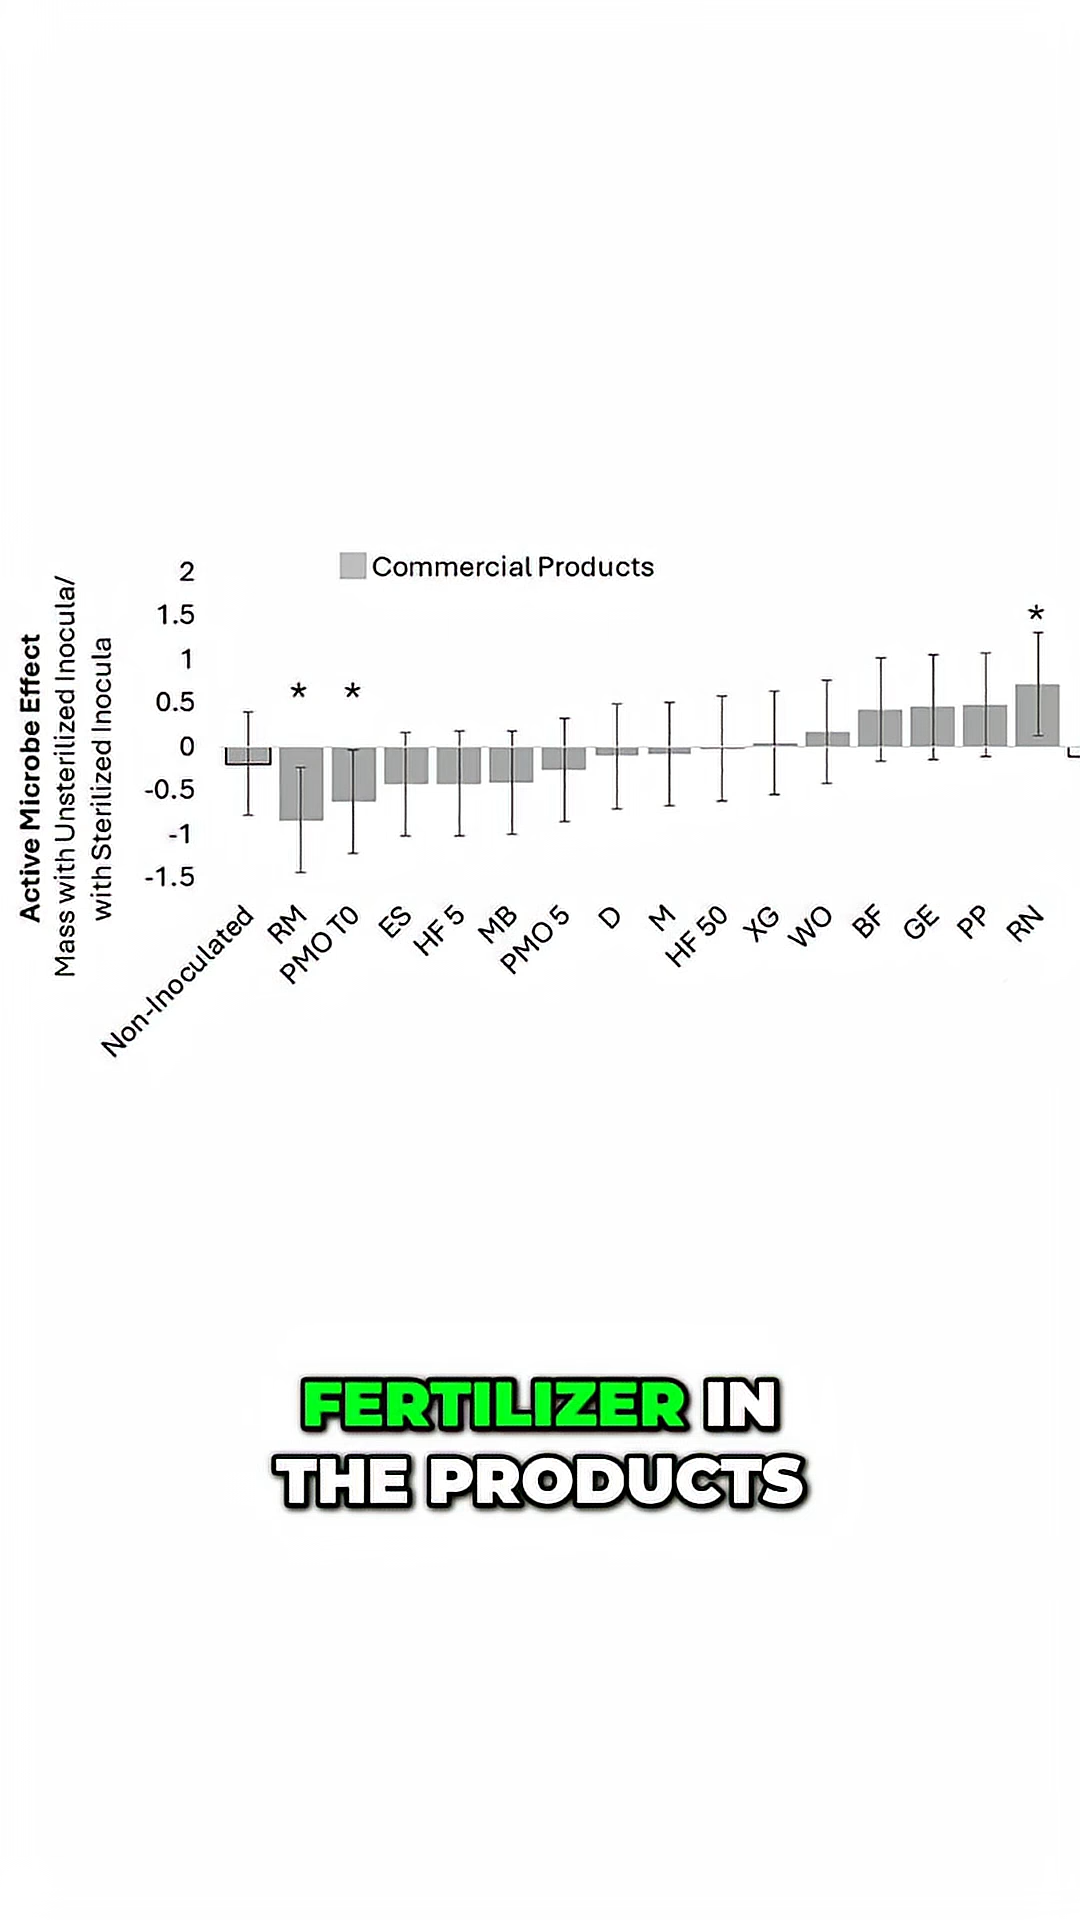 Commercial Products
2
1.5
1
0.5
0
-0.5
-1
-1.5
Active Microbe Effect
Mass with Unsterilized Inocula/
with Sterilized Inocula
*
*
*
Non-Inoculated
RM
PMO T0
ES
HF 5
MB
PMO 5
D
M
HF 50
XG
WO
BF
GE
PP
RN
FERTILIZER IN
THE PRODUCTS